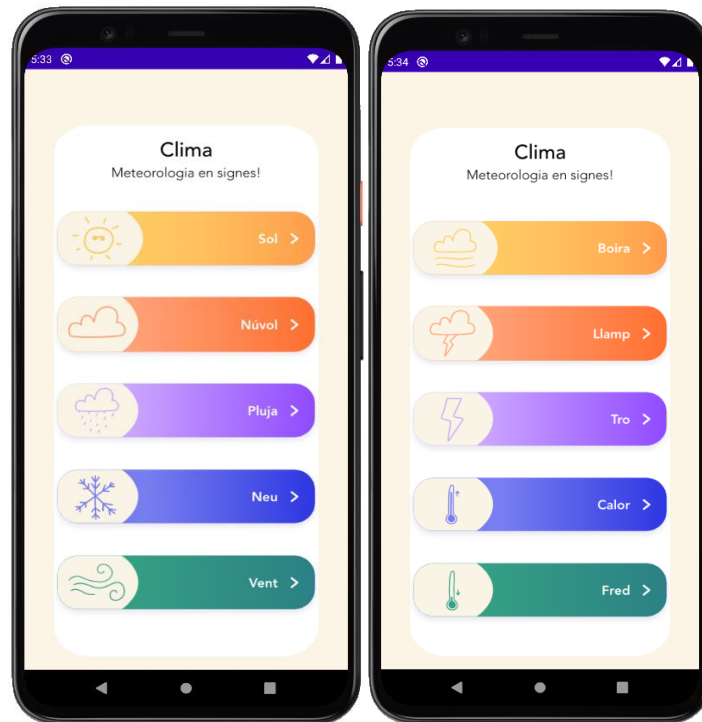 5:33
Clima
Meteorologia en signes!
Sol
Núvol
Pluja
Neu
Vent
5:34
Clima
Meteorologia en signes!
Boira
Llamp
Tro
Calor
Fred